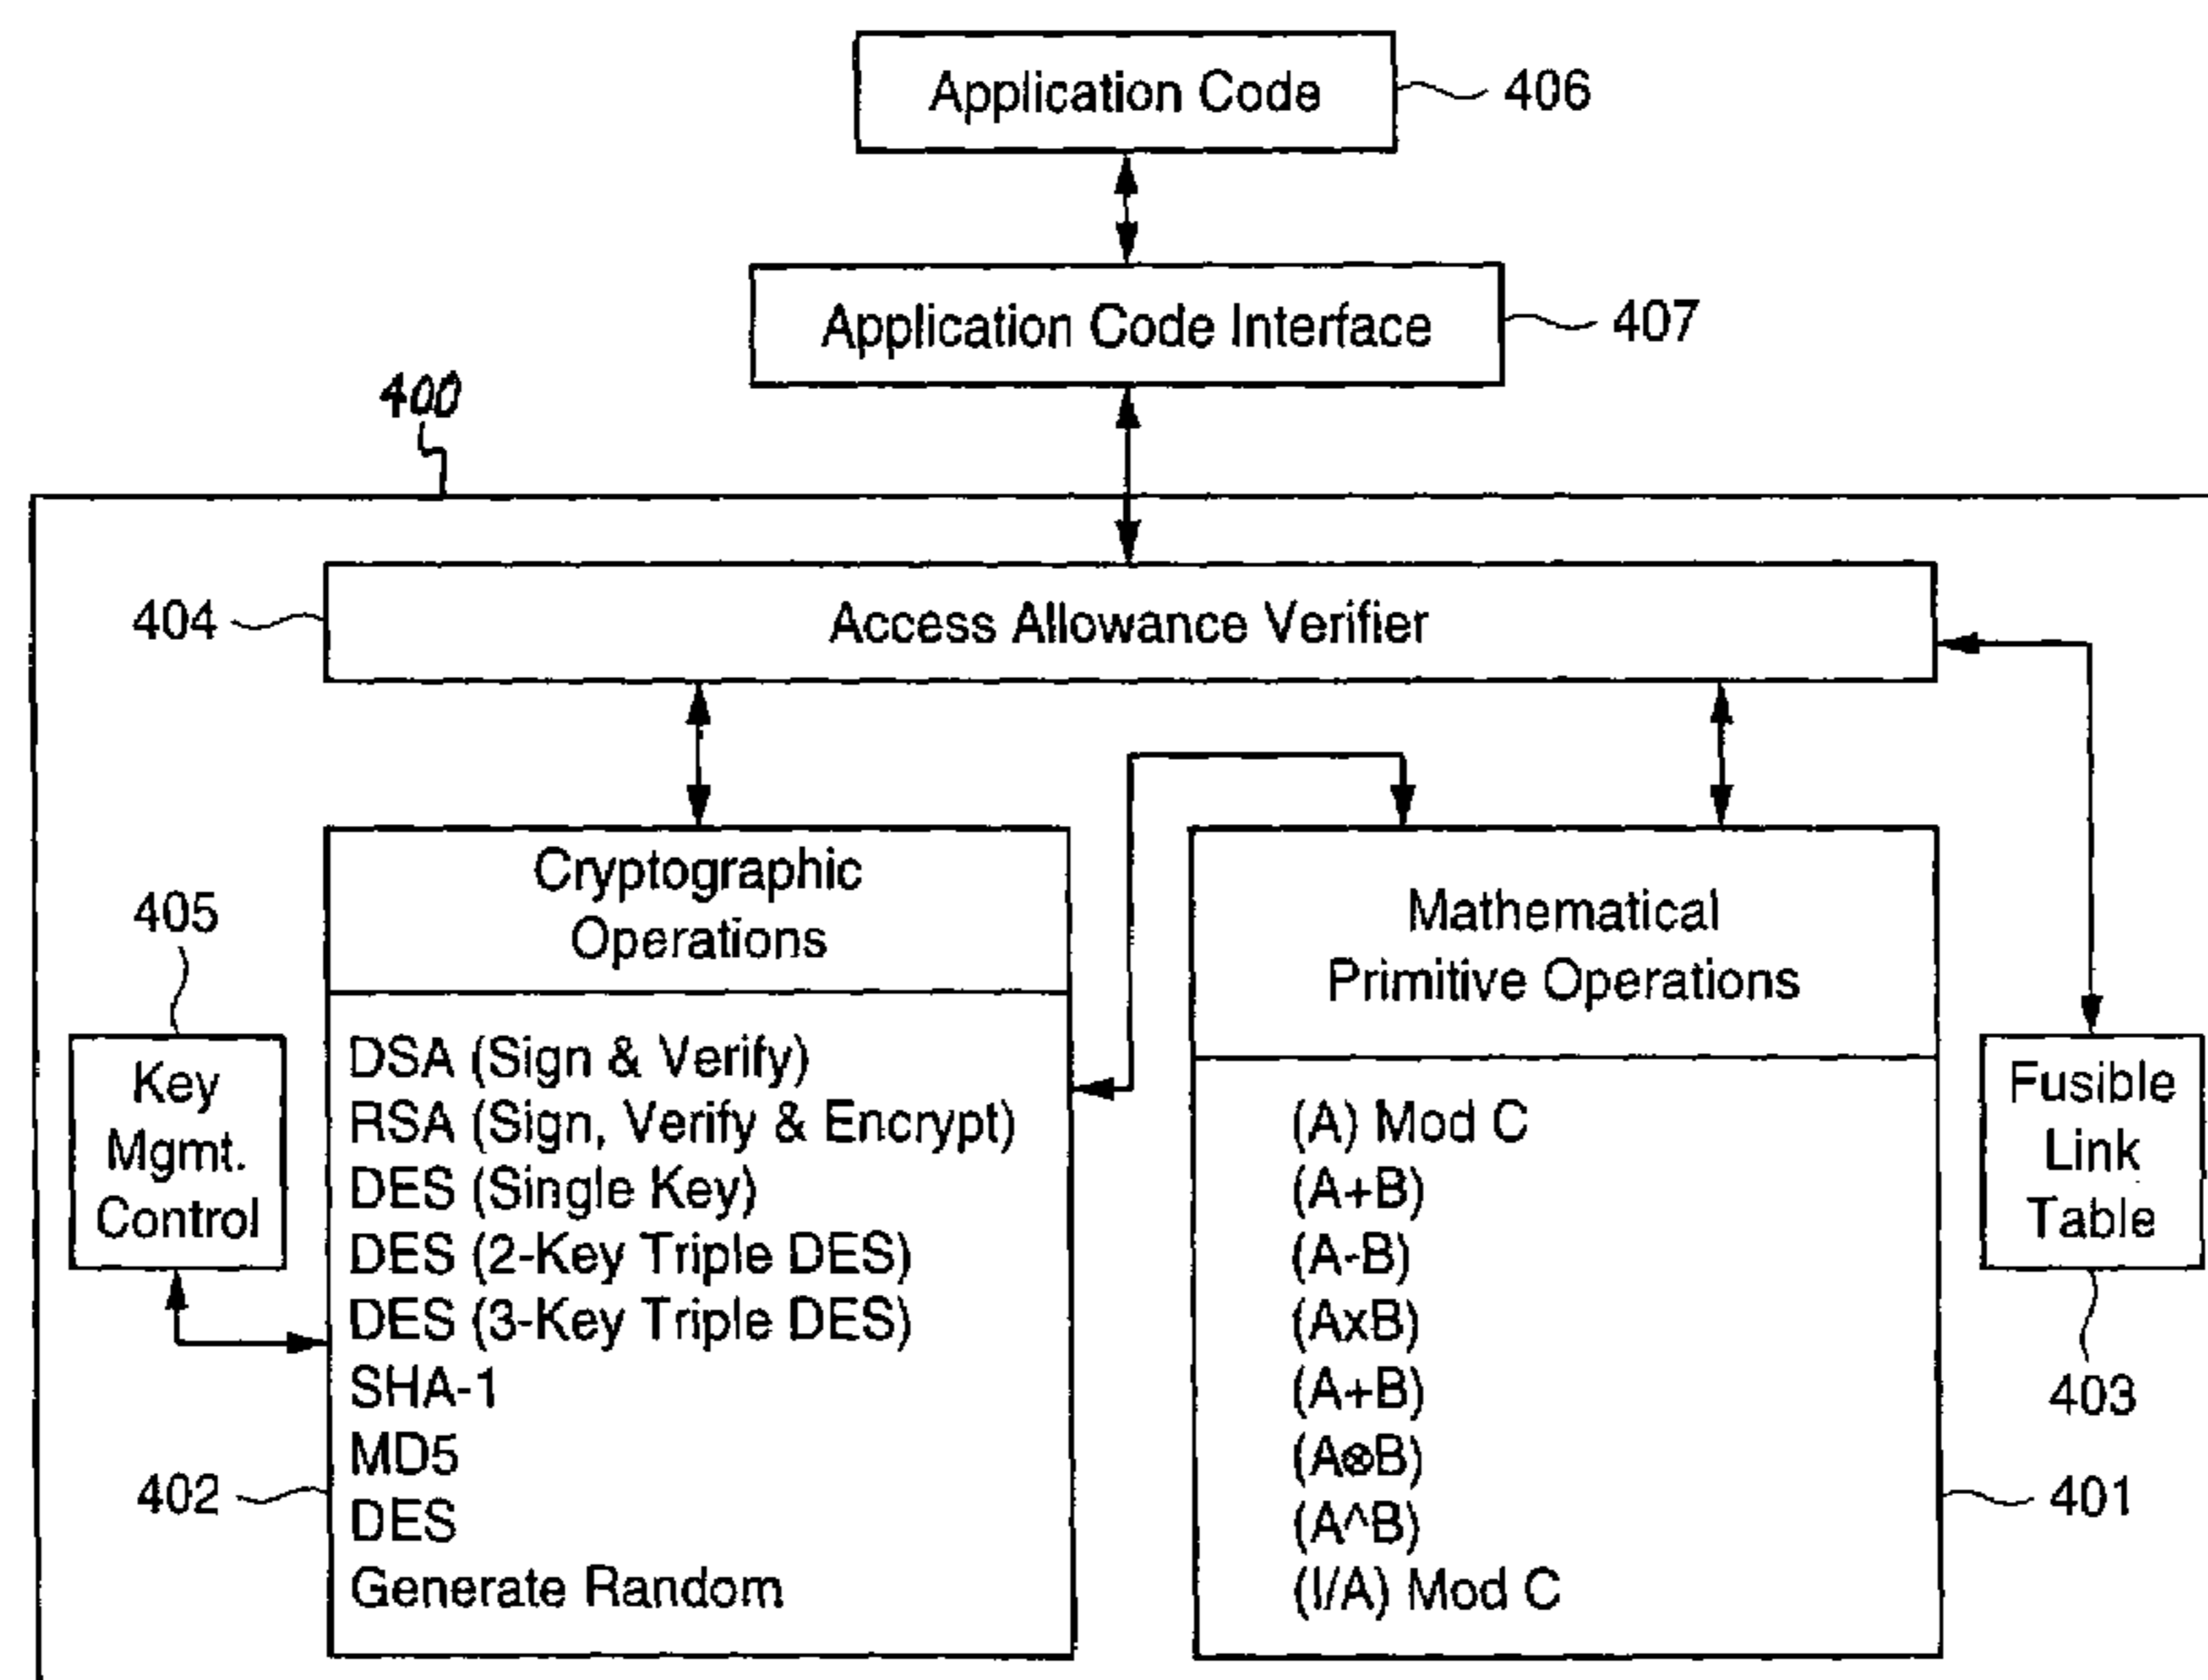 Application Code
406
Application Code Interface
407
400
404
Access Allowance Verifier
Cryptographic
Operations
DSA (Sign & Verify)
RSA (Sign, Verify & Encrypt)
DES (Single Key)
DES (2-Key Triple DES)
DES (3-Key Triple DES)
SHA-1
MD5
DES
Generate Random
402
405
Key
Mgmt.
Control
Mathematical
Primitive Operations
(A) Mod C
(A+B)
(A-B)
(AxB)
(A+B)
(A⊗B)
(A^B)
(I/A) Mod C
401
Fusible
Link
Table
403